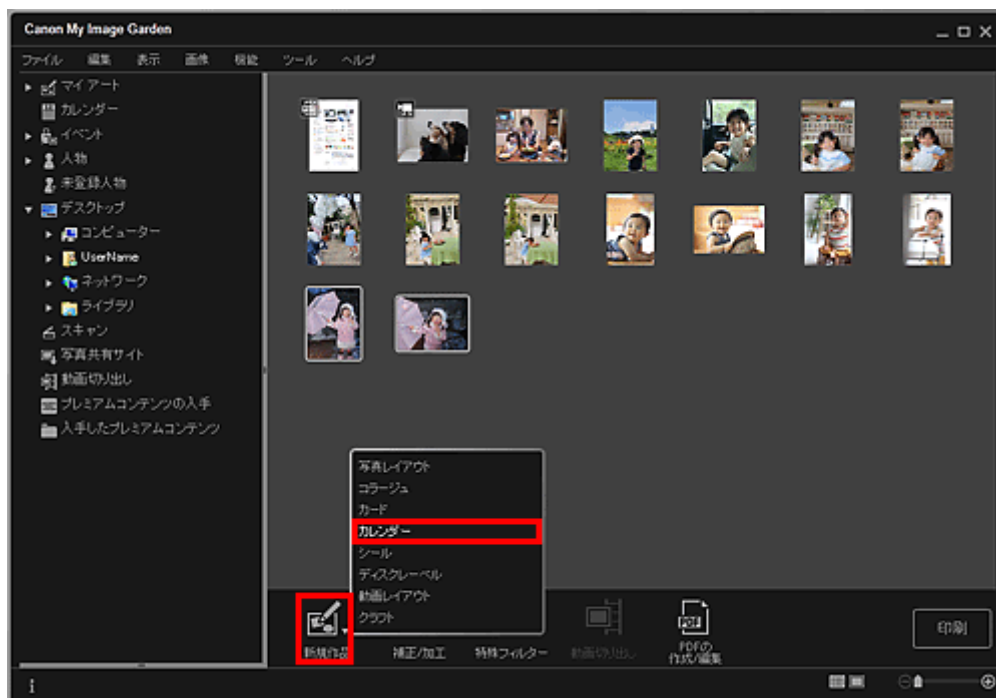 Canon My Image Garden
ファイル 編集 表示 画像 機能 ツール ヘルプ
マイ アート
カレンダー
イベント
人物
未登録人物
デスクトップ
コンピューター
UserName
ネットワーク
ライブラリ
スキャン
写真共有サイト
動画切り出し
プレミアムコンテンツの入手
入手したプレミアムコンテンツ
写真レイアウト
コラージュ
カード
カレンダー
シール
ディスクレーベル
動画レイアウト
クラフト
新規作品
補正/加工
特殊フィルター
動画切り出し
PDF
PDFの
作成/編集
印刷